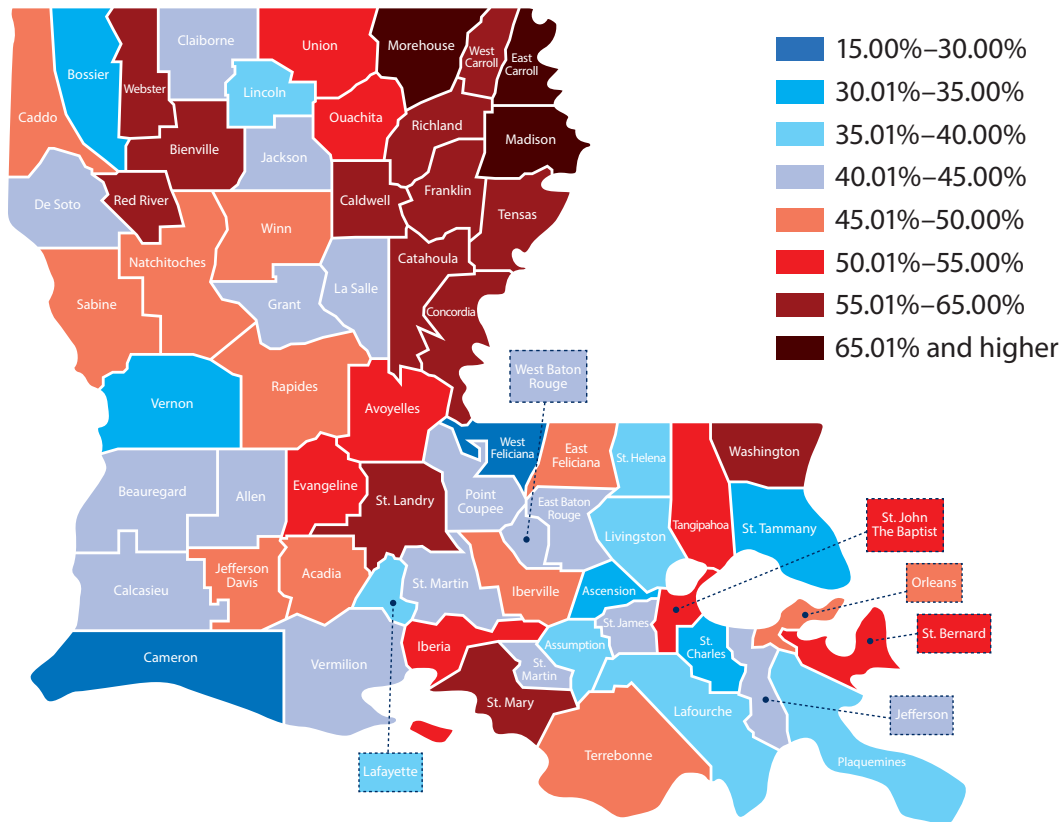 Claiborne
Union
Morehouse
West
Carroll
East
Carroll
Bossier
Webster
Lincoln
Caddo
Ouachita
Richland
Madison
Bienville
Jackson
De Soto
Red River
Caldwell
Franklin
Tensas
Winn
Natchitoches
Catahoula
La Salle
Grant
Sabine
Concordia
West Baton
Rouge
Rapides
Vernon
Avoyelles
West
Feliciana
East
Feliciana
St. Helena
Washington
Beauregard
Allen
Evangeline
St. Landry
Point
Coupee
East Baton
Rouge
Tangipahoa
St. Tammany
Livingston
St. John
The Baptist
Calcasieu
Jefferson
Davis
Acadia
St. Martin
Iberville
Ascension
Orleans
St. James
St. Bernard
Cameron
Vermilion
Iberia
Assumption
St.
Charles
St.
Martin
St. Mary
Lafourche
Jefferson
Terrebonne
Plaquemines
Lafayette
15.00%–30.00%
30.01%–35.00%
35.01%–40.00%
40.01%–45.00%
45.01%–50.00%
50.01%–55.00%
55.01%–65.00%
65.01% and higher